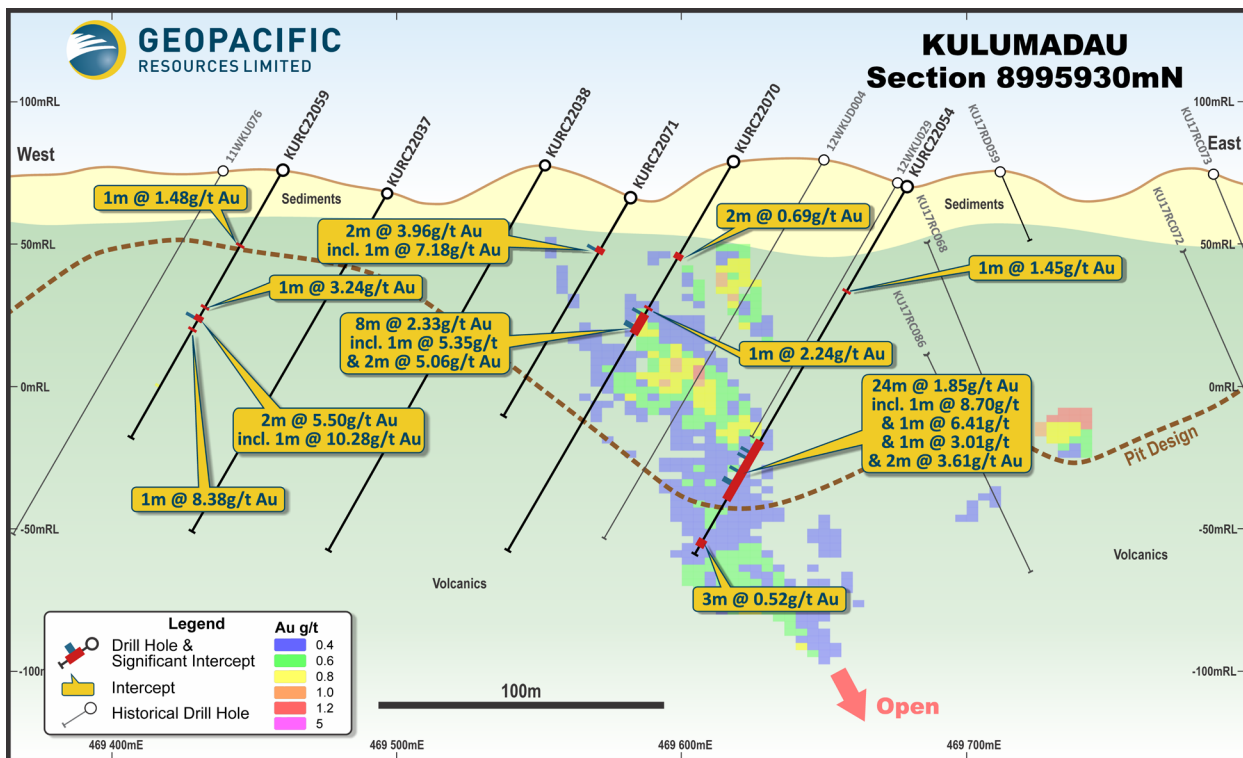 GEOPACIFIC
RESOURCES LIMITED
KULUMADAU
Section 8995930mN
100mRL
100mRL
West
East
11WKU076
KURC22059
KURC22037
KURC22038
KURC22071
KURC22070
12WKUD004
12WKU029
KURC22054
KU17RD059
KU17RC073
KU17RC068
KU17RC072
KU17RC086
Sediments
Sediments
1m @ 1.48g/t Au
2m @ 3.96g/t Au
incl. 1m @ 7.18g/t Au
2m @ 0.69g/t Au
50mRL
50mRL
1m @ 1.45g/t Au
1m @ 3.24g/t Au
8m @ 2.33g/t Au
incl. 1m @ 5.35g/t
& 2m @ 5.06g/t Au
1m @ 2.24g/t Au
0mRL
0mRL
24m @ 1.85g/t Au
incl. 1m @ 8.70g/t
& 1m @ 6.41g/t
& 1m @ 3.01g/t
& 2m @ 3.61g/t Au
2m @ 5.50g/t Au
incl. 1m @ 10.28g/t Au
Pit Design
1m @ 8.38g/t Au
-50mRL
-50mRL
Volcanics
Volcanics
3m @ 0.52g/t Au
Legend
Drill Hole &
Significant Intercept
Intercept
Historical Drill Hole
Au g/t
0.4
0.6
0.8
1.0
1.2
5
-100m
-100mRL
100m
Open
469 400mE
469 500mE
469 600mE
469 700mE